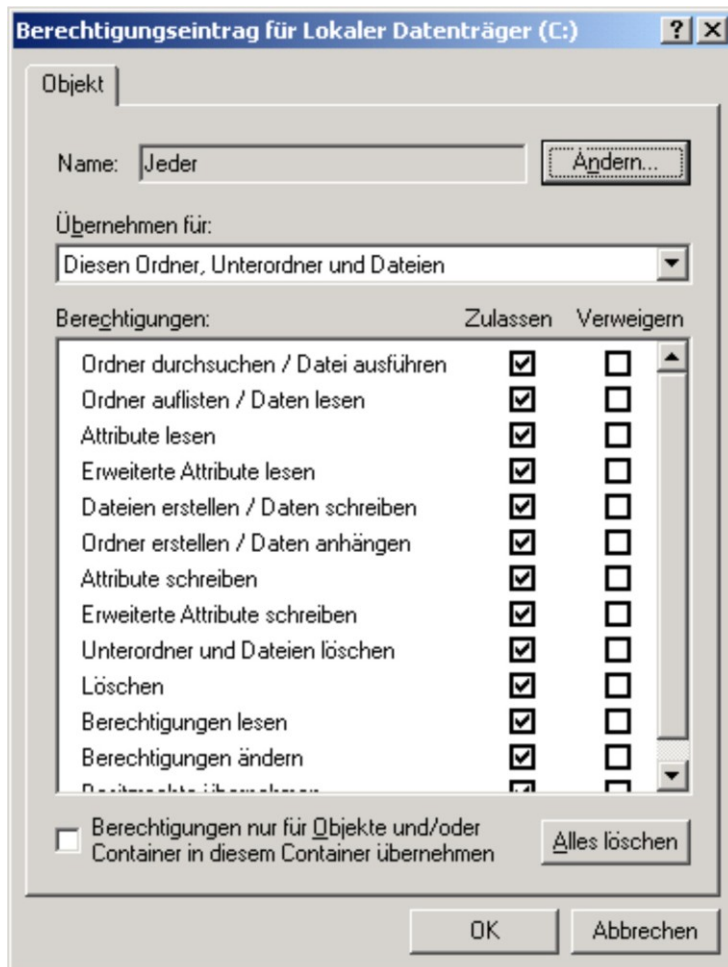 Berechtigungseintrag für Lokaler Datenträger (C:)
Objekt
Name: Jeder Ändern...
Übernehmen für:
Diesen Ordner, Unterordner und Dateien
Berechtigungen: Zulassen Verweigern
Ordner durchsuchen / Datei ausführen
Ordner auflisten / Daten lesen
Attribute lesen
Erweiterte Attribute lesen
Dateien erstellen / Daten schreiben
Ordner erstellen / Daten anhängen
Attribute schreiben
Erweiterte Attribute schreiben
Unterordner und Dateien löschen
Löschen
Berechtigungen lesen
Berechtigungen ändern
Berechtigungen nur für Objekte und/oder
Container in diesem Container übernehmen
Alles löschen
OK Abbrechen